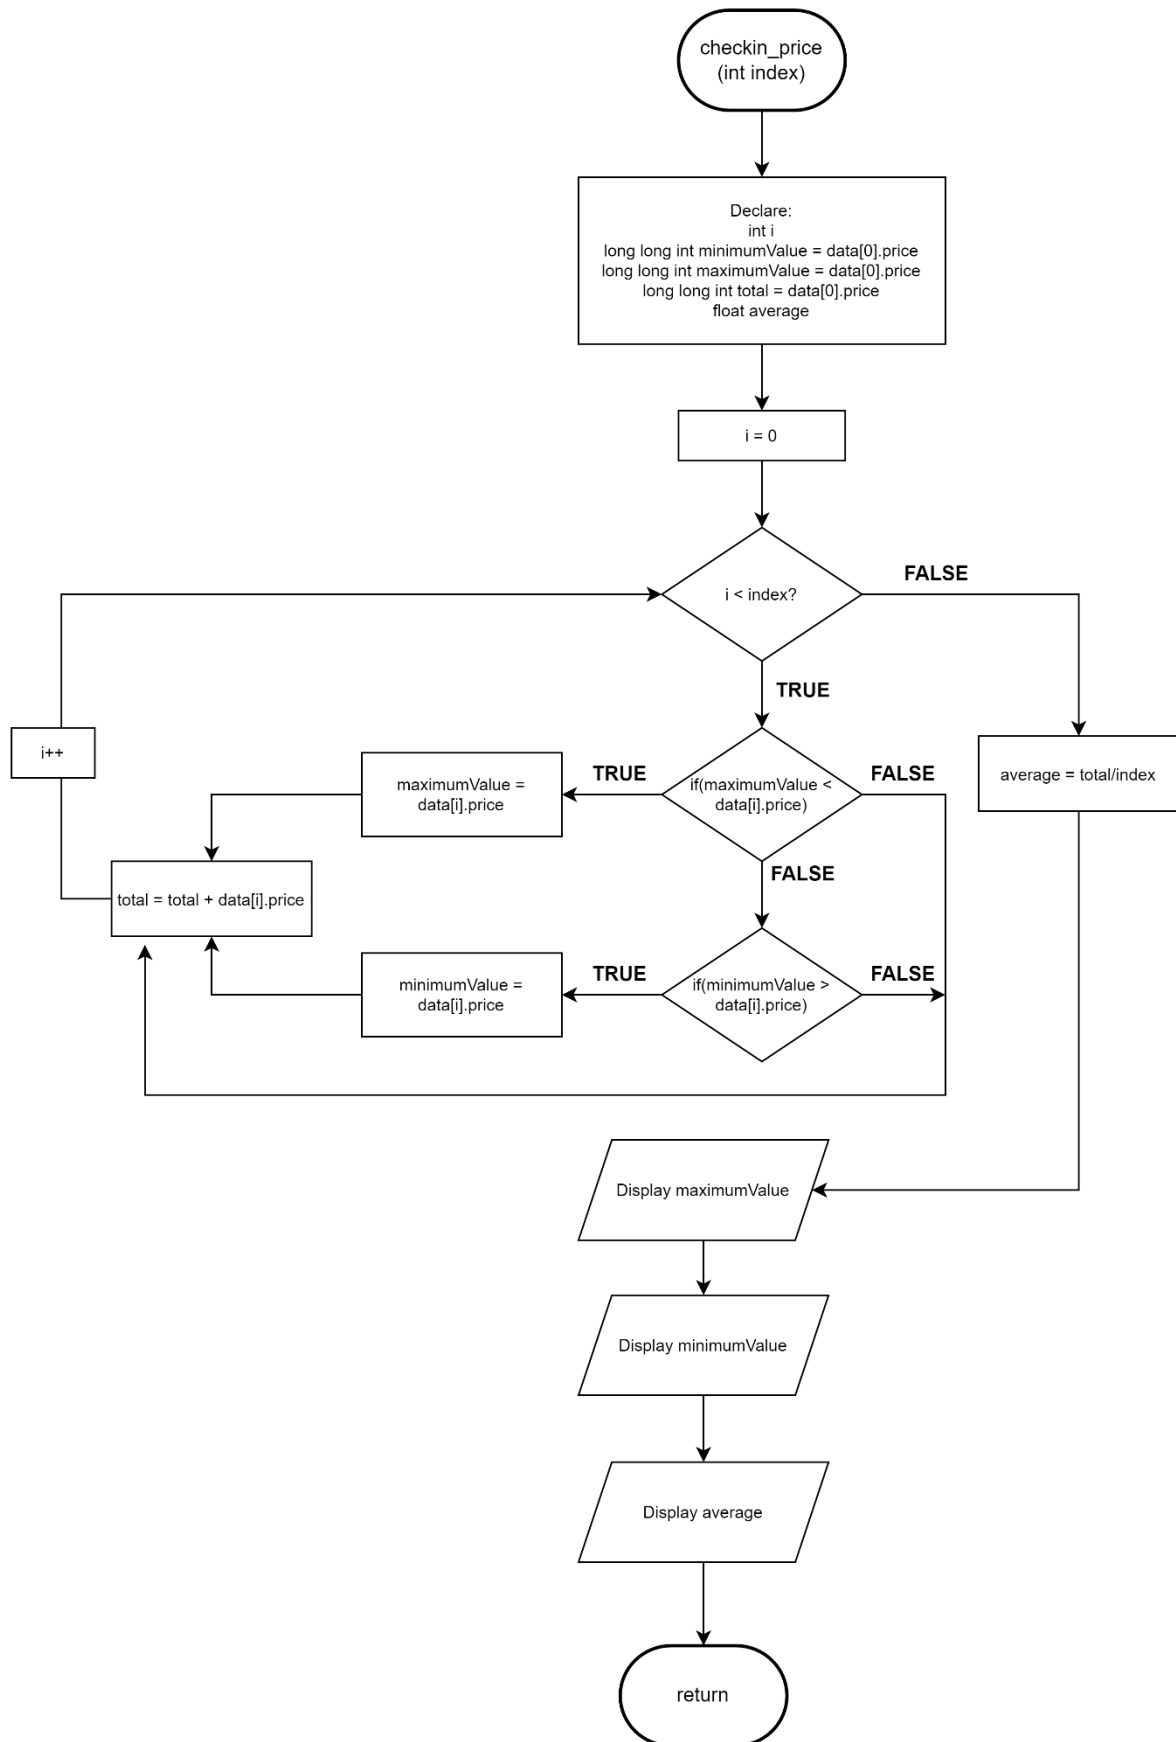 checkin_price
(int index)
Declare:
int i
long long int minimumValue = data[0].price
long long int maximumValue = data[0].price
long long int total = data[0].price
float average
i = 0
i < index?
FALSE
TRUE
i++
maximumValue =
data[i].price
TRUE
if(maximumValue <
data[i].price)
FALSE
average = total/index
FALSE
total = total + data[i].price
minimumValue =
data[i].price
TRUE
if(minimumValue >
data[i].price)
FALSE
Display maximumValue
Display minimumValue
Display average
return